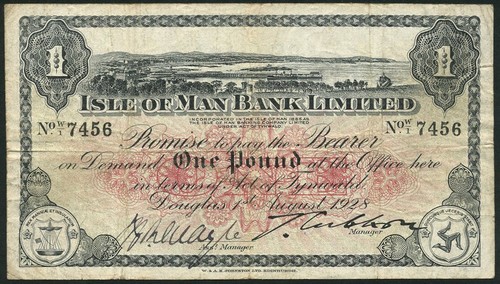 1 1
ISLE OF MAN BANK LIMITED
INCORPORATED IN THE ISLE OF MAN 1865 AS
THE ISLE OF MAN BANKING COMPANY LIMITED
UNDER ACT OF TYNWALD
No W/1 7456 No W/1 7456
Promise to pay the Bearer
on Demand One Pound at the Office here
in terms of Act of Tynwald.
Douglas 1st August 1928
Asst. Manager Manager
W. & A.K. JOHNSTON LTD. EDINBURGH.